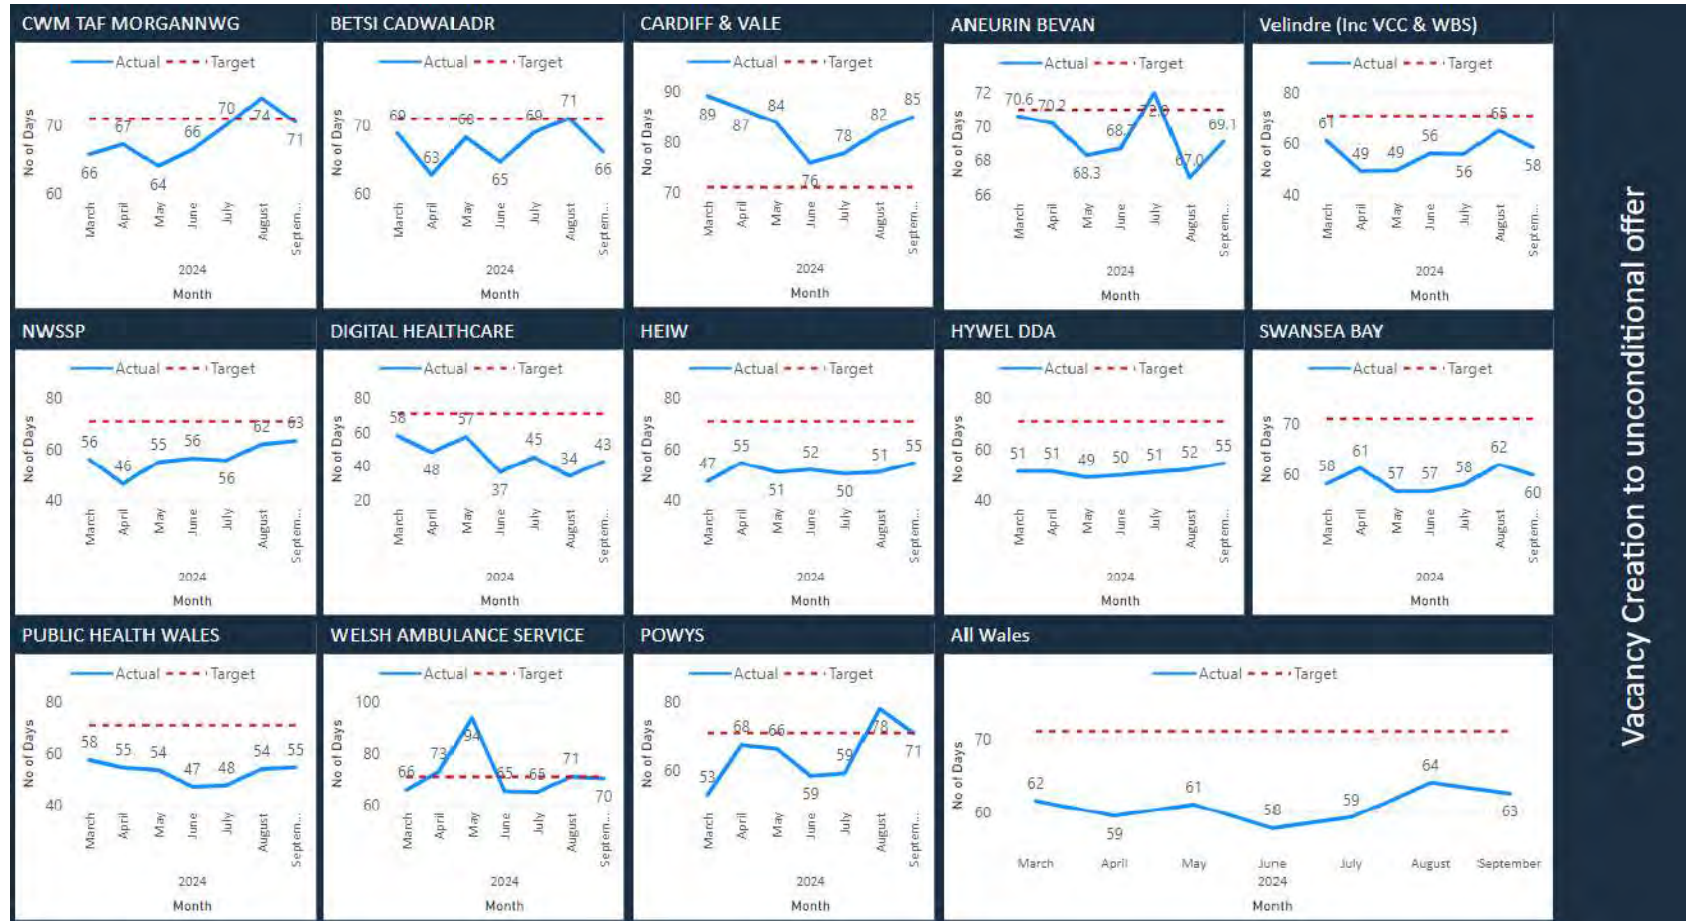 CWM TAF MORGANNWG
Actual Target
No of Days
70
60
66
67
64
66
70
74
71
March
April
May
June
July
August
Septem...
2024
Month
BETSI CADWALADR
Actual Target
No of Days
70
60
69
63
68
65
69
71
66
March
April
May
June
July
August
Septem...
2024
Month
CARDIFF & VALE
Actual Target
No of Days
90
80
70
89
87
84
76
78
82
85
March
April
May
June
July
August
Septem...
2024
Month
ANEURIN BEVAN
Actual Target
No of Days
72
70
68
66
70.6
70.2
68.3
68.7
67.0
69.1
March
April
May
June
July
August
Septem...
2024
Month
Velindre (Inc VCC & WBS)
Actual Target
No of Days
80
60
40
61
49
49
56
56
65
58
March
April
May
June
July
August
Septem...
2024
Month
NWSSP
Actual Target
No of Days
80
60
40
56
46
55
56
56
62
63
March
April
May
June
July
August
Septem...
2024
Month
DIGITAL HEALTHCARE
Actual Target
No of Days
80
60
40
20
58
48
57
37
45
34
43
March
April
May
June
July
August
Septem...
2024
Month
HEIW
Actual Target
No of Days
80
60
40
47
55
51
52
50
51
55
March
April
May
June
July
August
Septem...
2024
Month
HYWEL DDA
Actual Target
No of Days
80
60
40
51
51
49
50
51
52
55
March
April
May
June
July
August
Septem...
2024
Month
SWANSEA BAY
Actual Target
No of Days
70
60
58
61
57
57
58
62
60
March
April
May
June
July
August
Septem...
2024
Month
PUBLIC HEALTH WALES
Actual Target
No of Days
80
60
40
58
55
54
47
48
54
55
March
April
May
June
July
August
Septem...
2024
Month
WELSH AMBULANCE SERVICE
Actual Target
No of Days
100
80
60
66
73
94
65
65
71
70
March
April
May
June
July
August
Septem...
2024
Month
POWYS
Actual Target
No of Days
80
60
53
68
66
59
59
78
71
March
April
May
June
July
August
Septem...
2024
Month
All Wales
Actual Target
No of Days
70
60
62
59
61
58
59
64
63
March
April
May
June
July
August
September
2024
Month
Vacancy Creation to unconditional offer